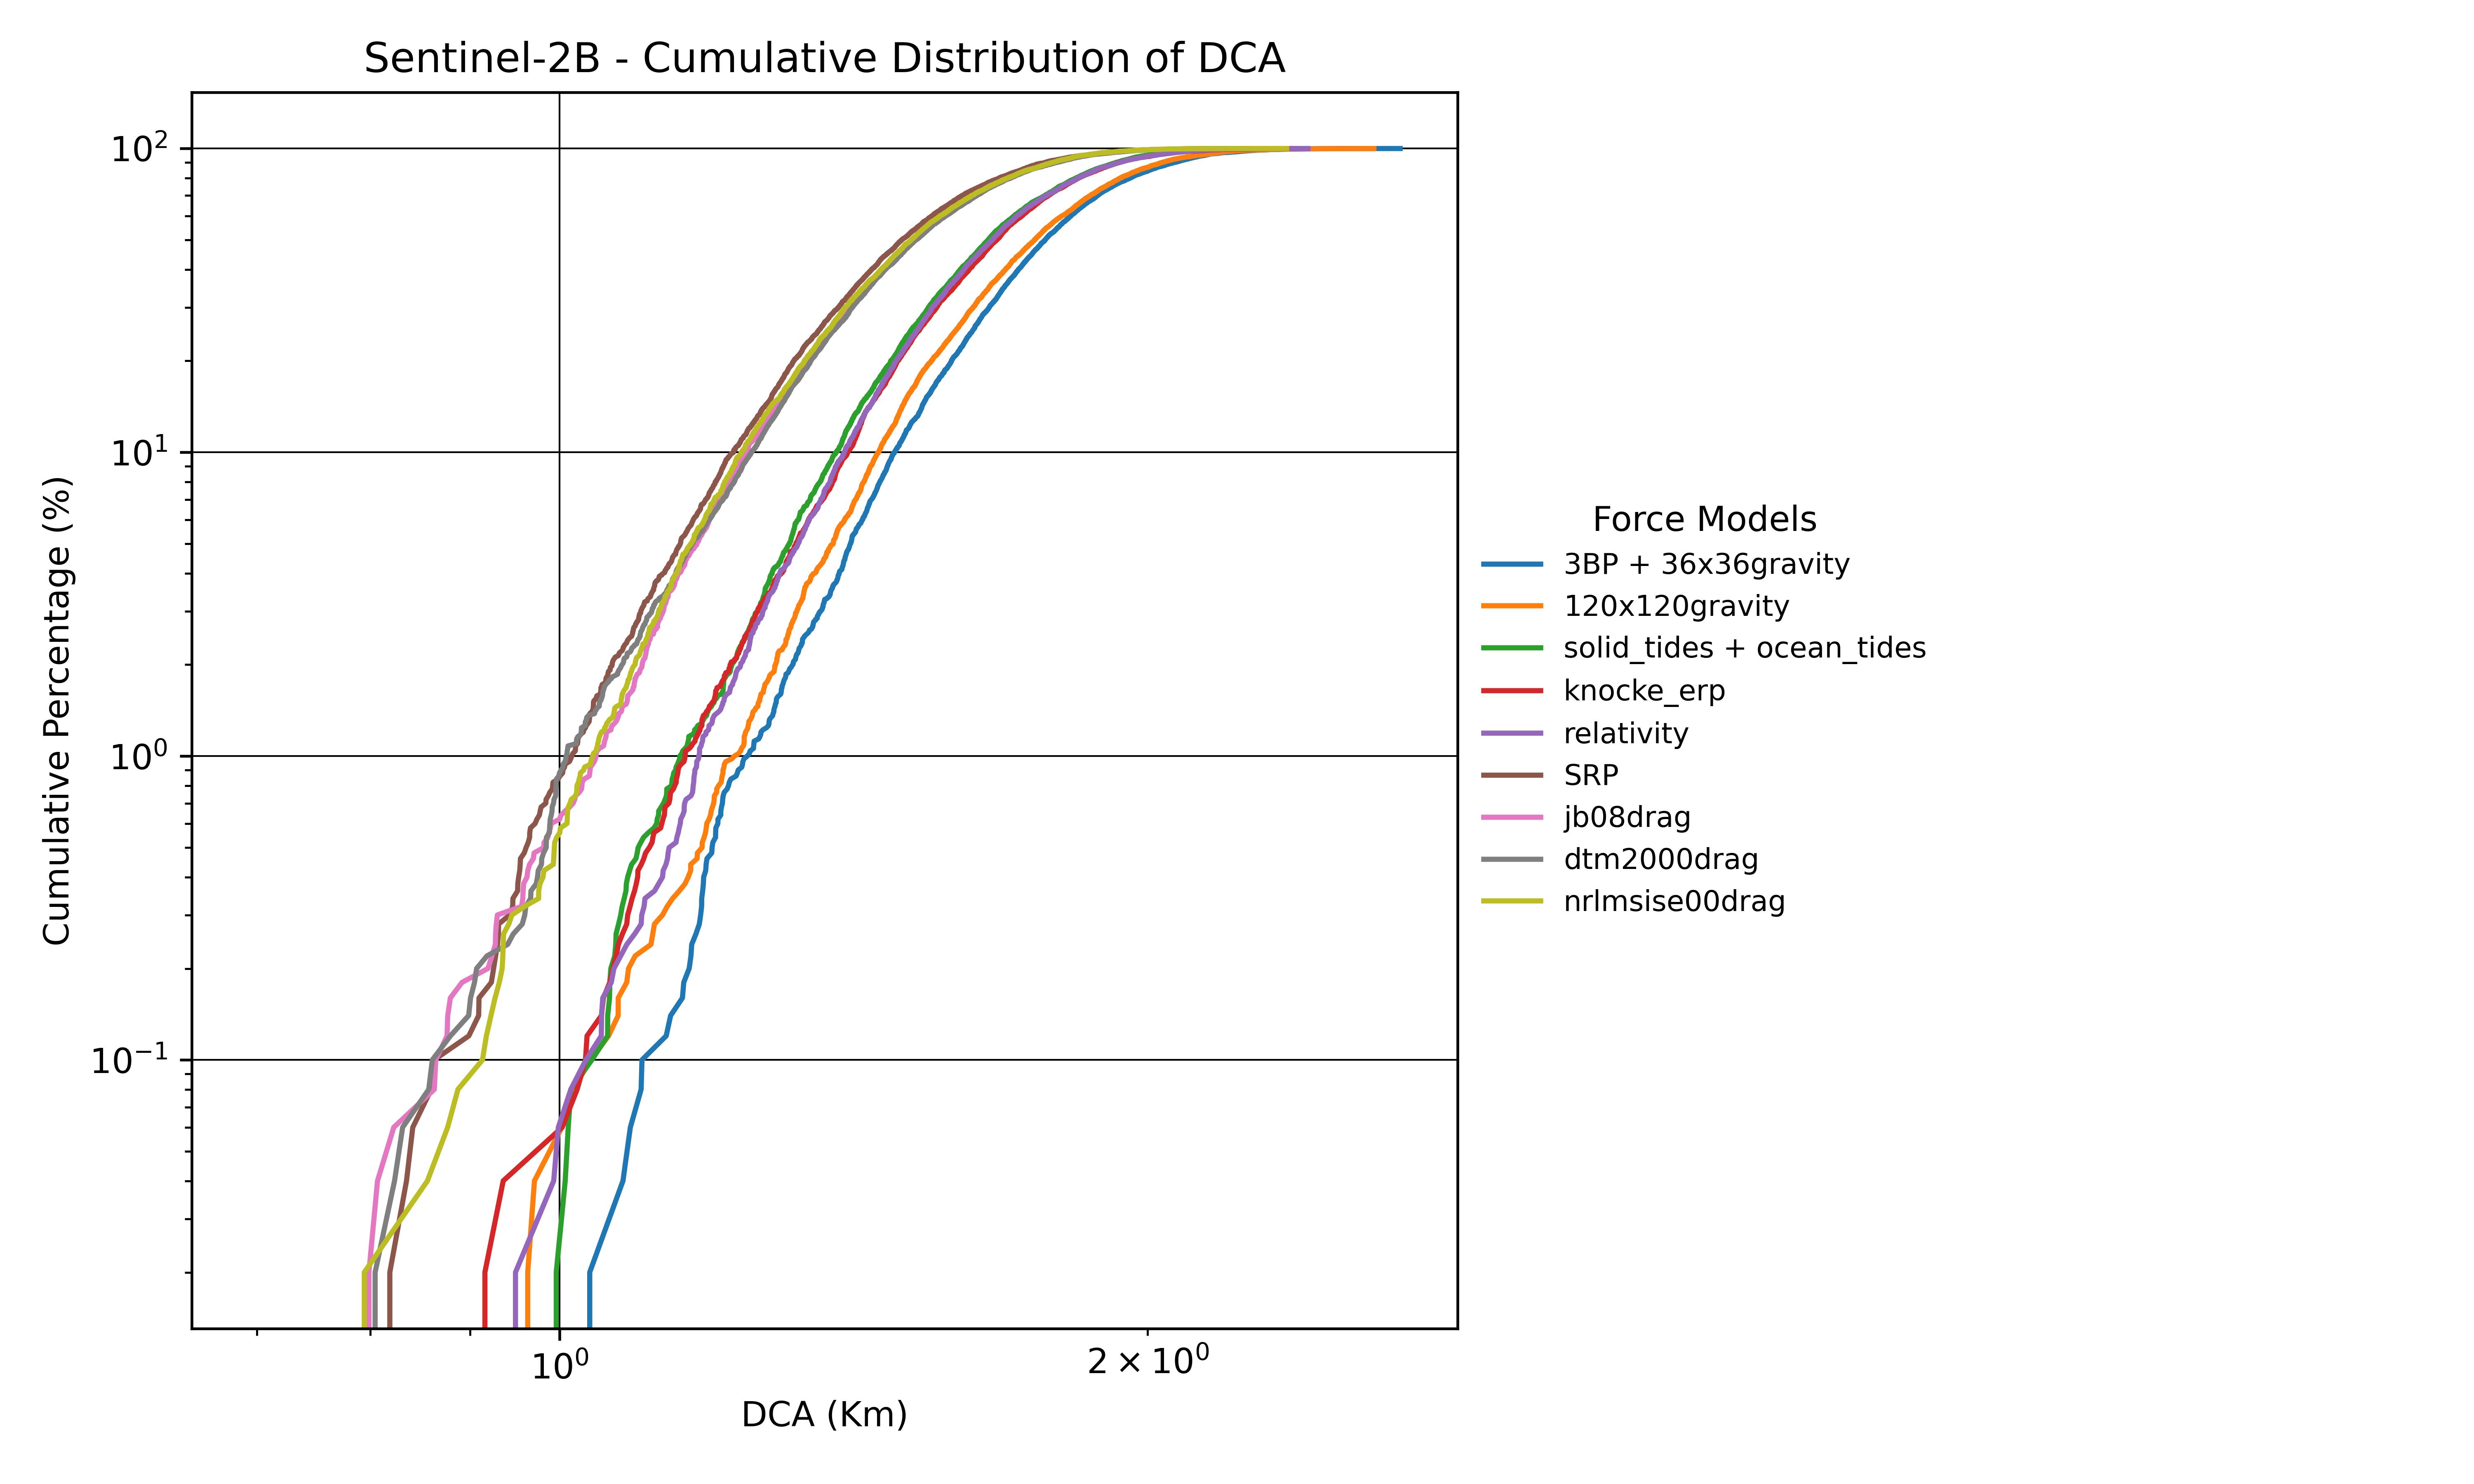 Sentinel-2B - Cumulative Distribution of DCA
Cumulative Percentage (%)
10²
10¹
10⁰
10⁻¹
10⁰
2 × 10⁰
DCA (Km)
Force Models
3BP + 36x36gravity
120x120gravity
solid_tides + ocean_tides
knocke_erp
relativity
SRP
jb08drag
dtm2000drag
nrlmsise00drag